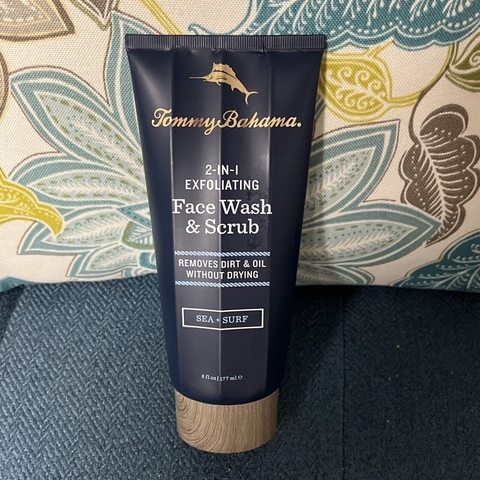 Tommy Bahama.
2-IN-1
EXFOLIATING
Face Wash
& Scrub
REMOVES DIRT & OIL
WITHOUT DRYING
SEA + SURF
4 fl oz | 177 ml ℮